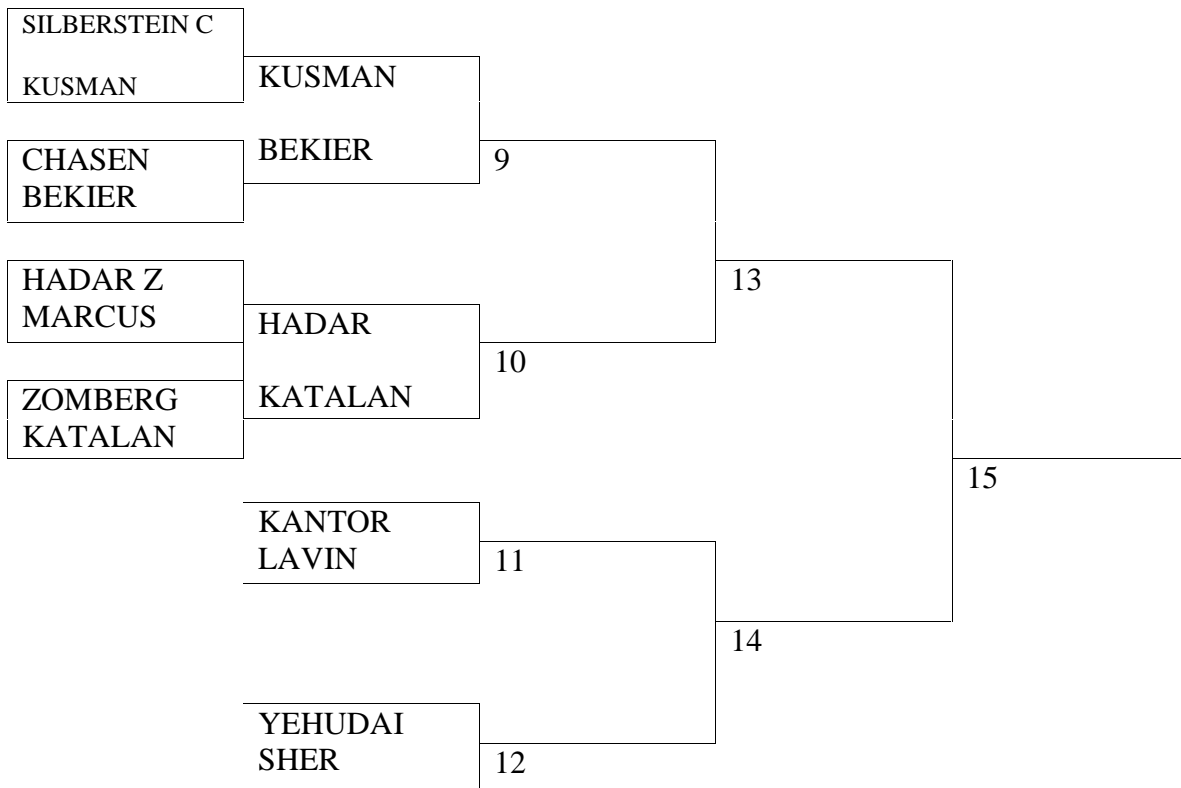 SILBERSTEIN C
KUSMAN
KUSMAN
CHASEN
BEKIER
BEKIER
9
HADAR Z
MARCUS
13
HADAR
10
ZOMBERG
KATALAN
KATALAN
15
KANTOR
LAVIN
11
14
YEHUDAI
SHER
12